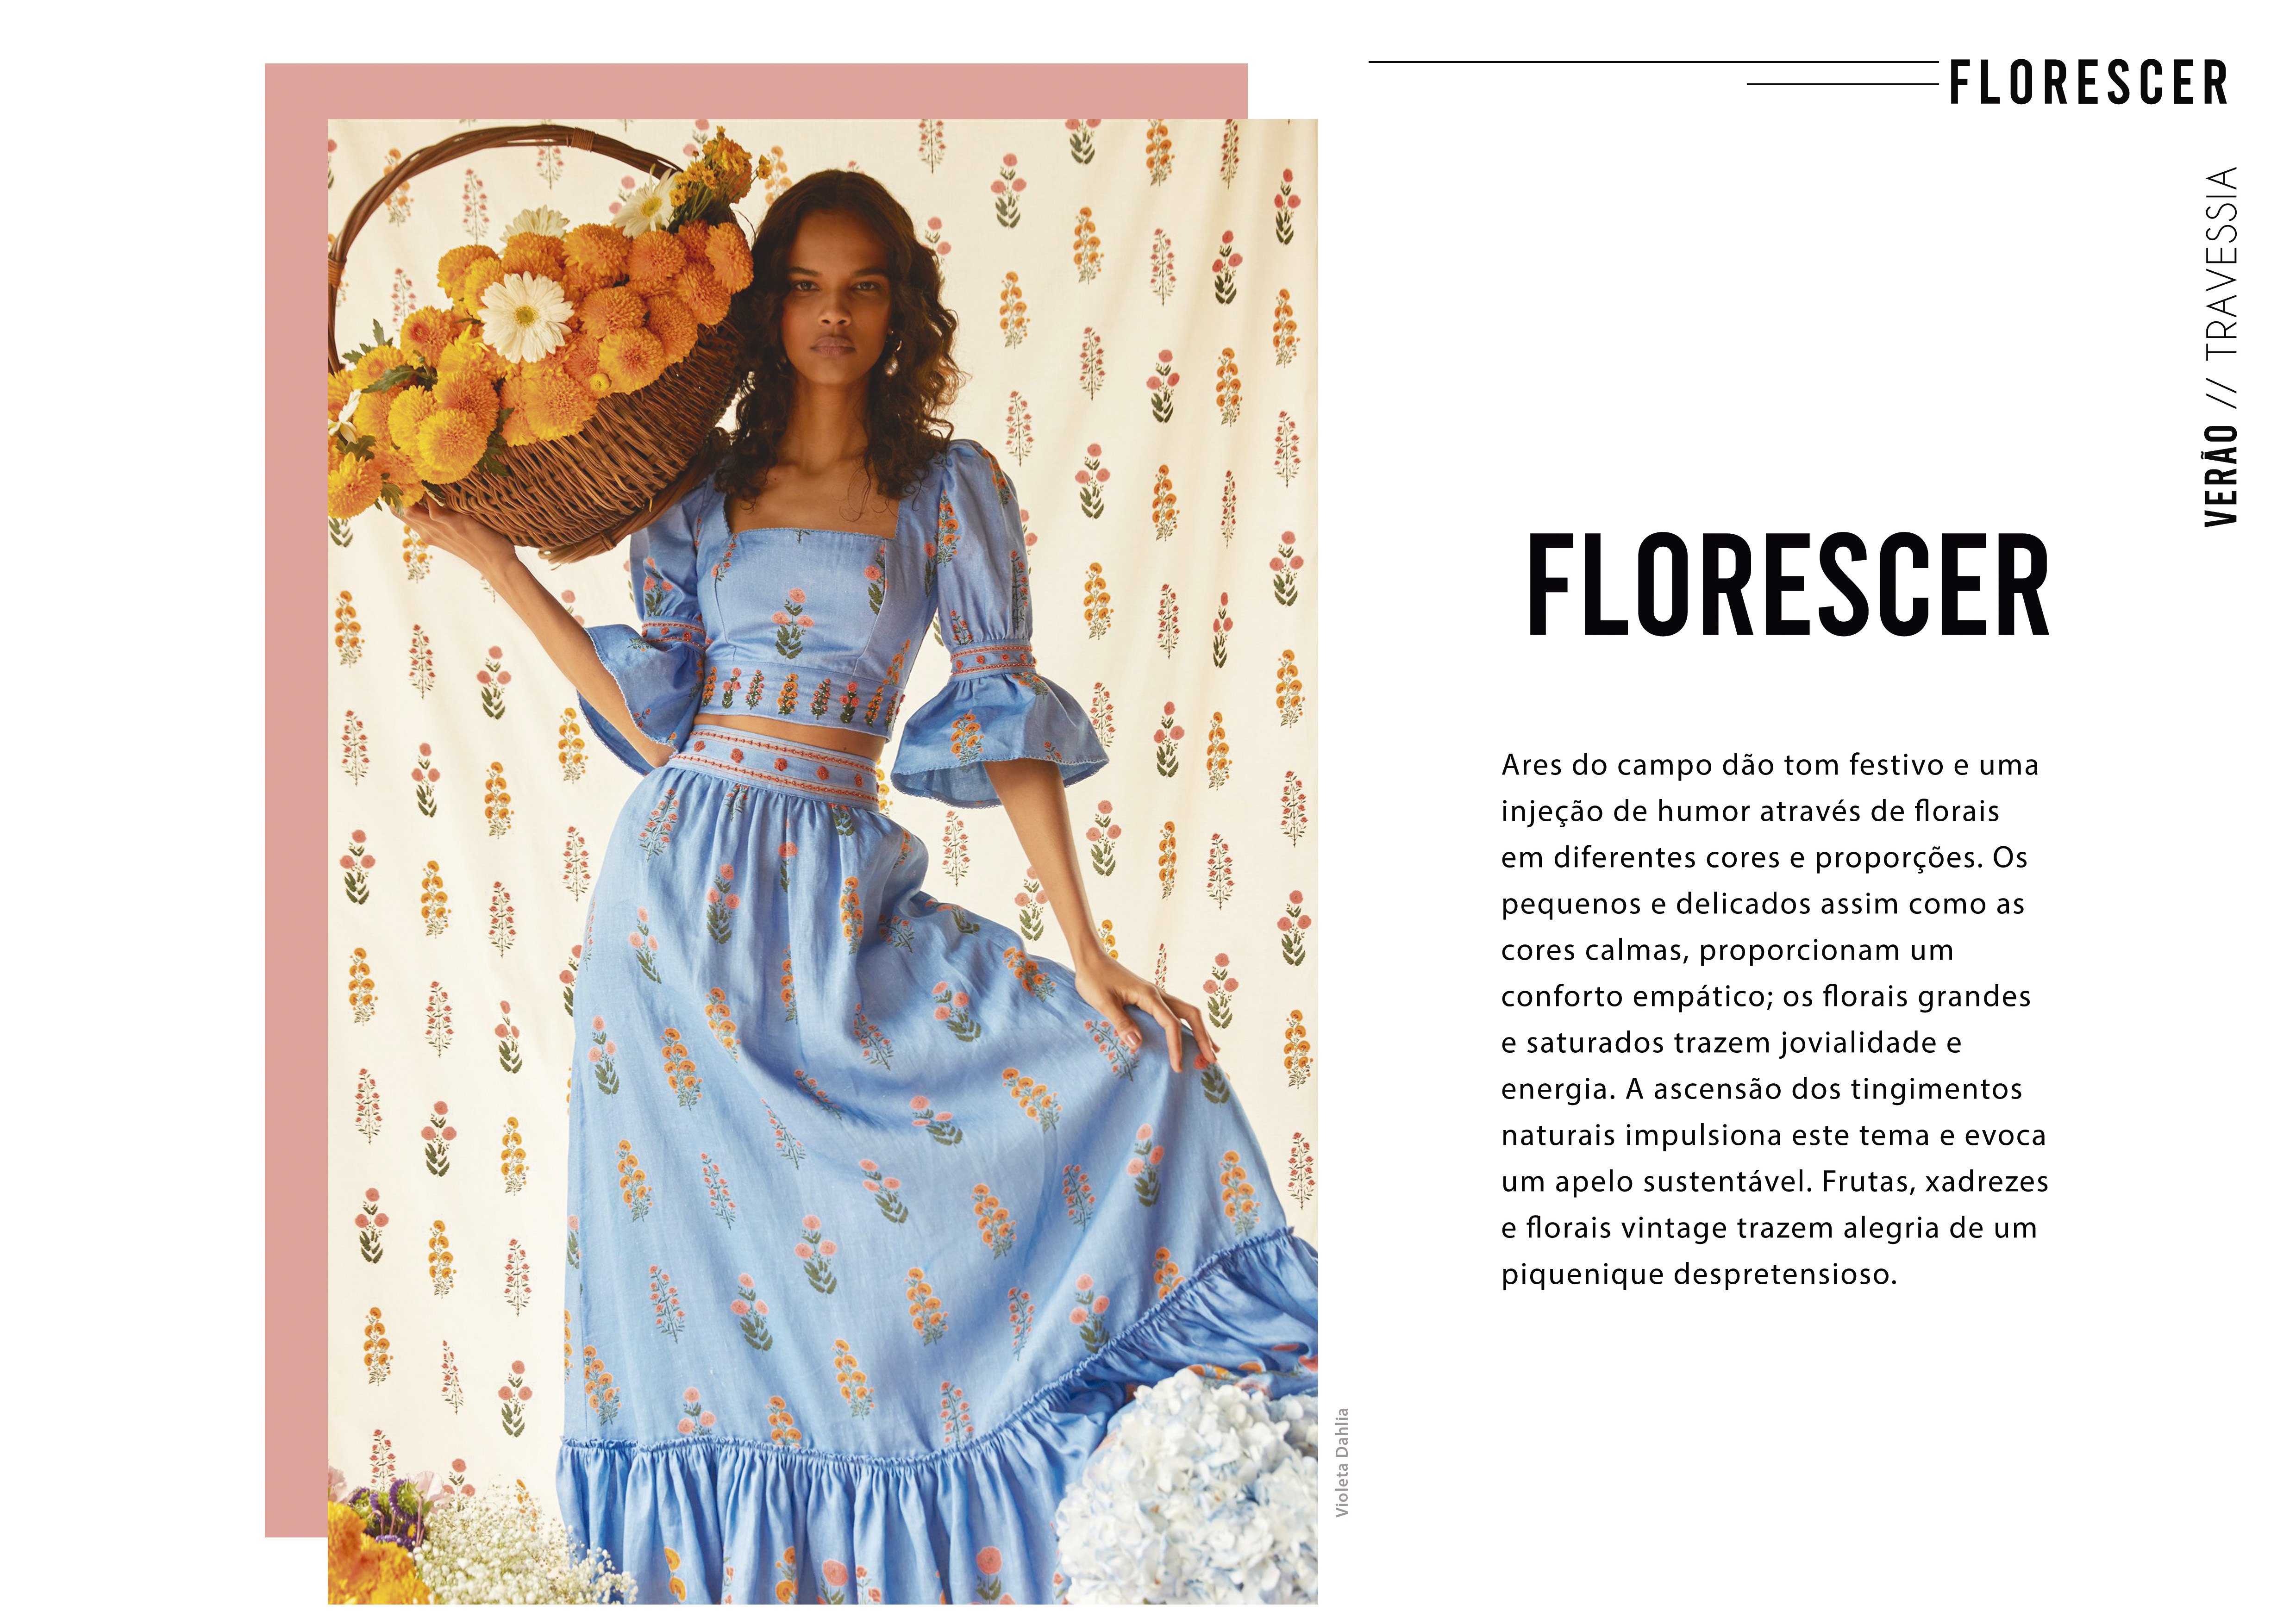 FLORESCER
VERÃO // TRAVESSIA
FLORESCER
Ares do campo dão tom festivo e uma
injeção de humor através de florais
em diferentes cores e proporções. Os
pequenos e delicados assim como as
cores calmas, proporcionam um
conforto empático; os florais grandes
e saturados trazem jovialidade e
energia. A ascensão dos tingimentos
naturais impulsiona este tema e evoca
um apelo sustentável. Frutas, xadrezes
e florais vintage trazem alegria de um
piquenique despretensioso.
Violeta Dahlia